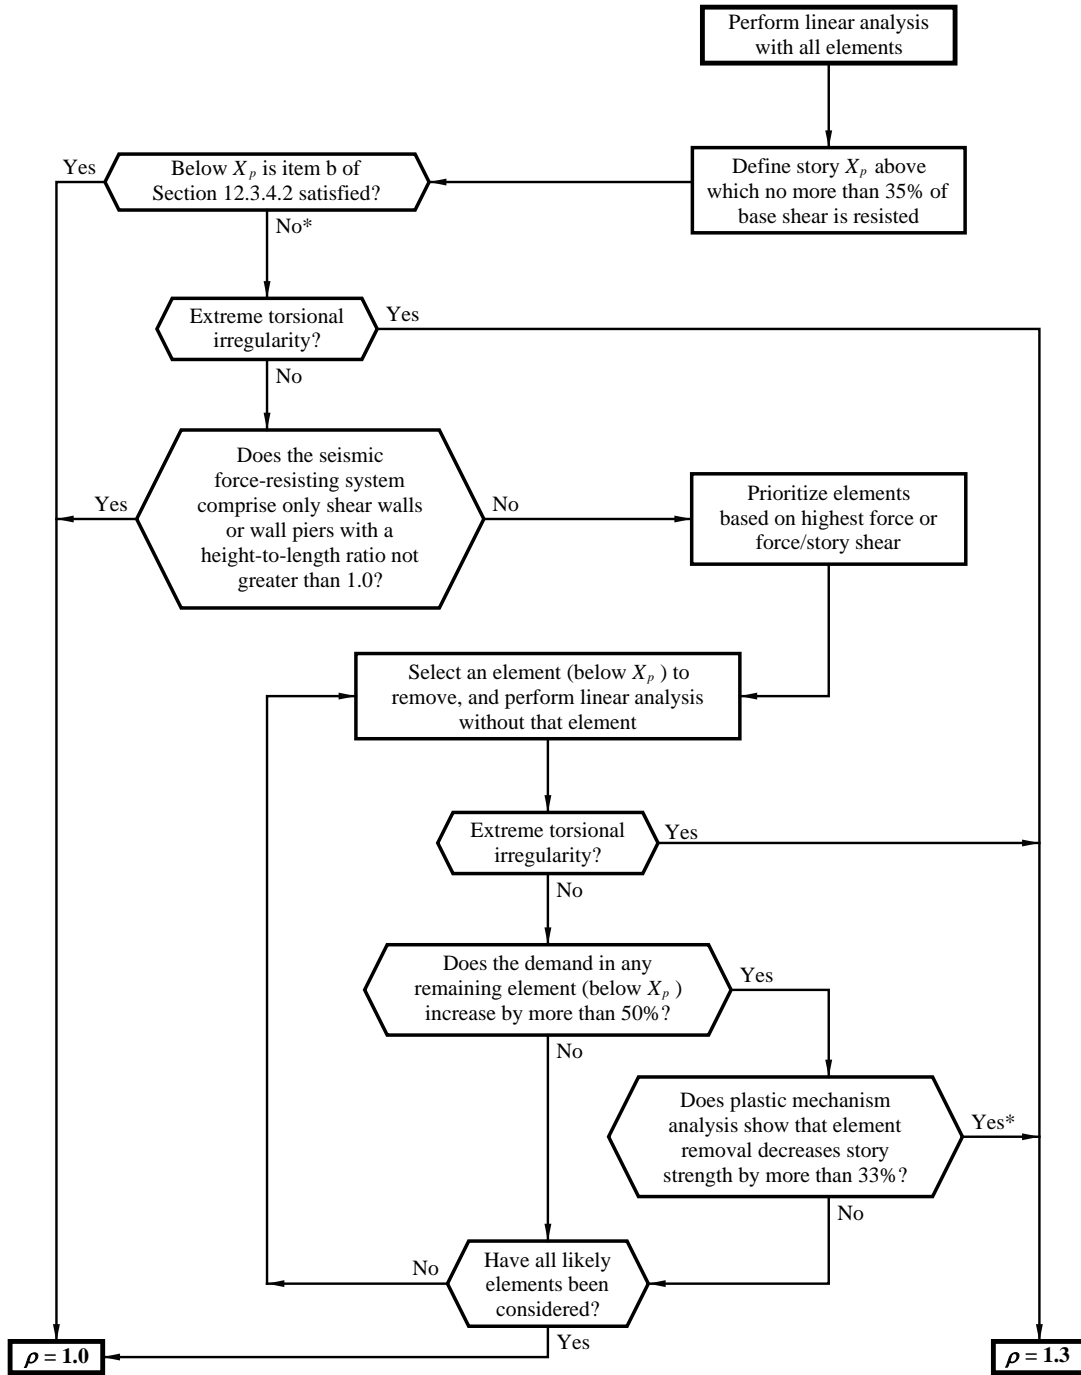 Perform linear analysis
with all elements
Define story Xp above
which no more than 35% of
base shear is resisted
Yes
Below Xp is item b of
Section 12.3.4.2 satisfied?
No*
Extreme torsional
irregularity?
Yes
No
Does the seismic
force-resisting system
comprise only shear walls
or wall piers with a
height-to-length ratio not
greater than 1.0?
Yes
No
Prioritize elements
based on highest force or
force/story shear
Select an element (below Xp) to
remove, and perform linear analysis
without that element
Extreme torsional
irregularity?
Yes
No
Does the demand in any
remaining element (below Xp)
increase by more than 50%?
Yes
No
Does plastic mechanism
analysis show that element
removal decreases story
strength by more than 33%?
Yes*
No
Have all likely
elements been
considered?
No
Yes
ρ = 1.0
ρ = 1.3